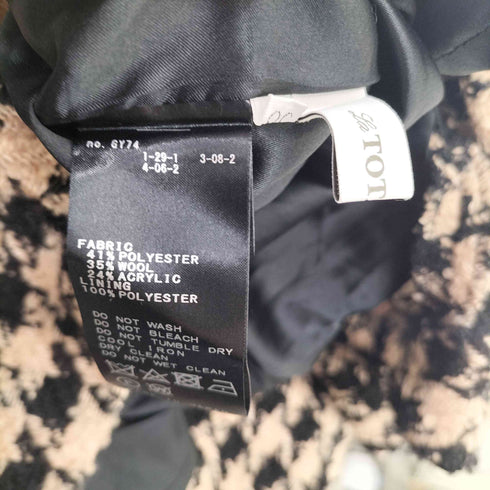 no. GY74
1-29-1 3-08-2
4-06-2
FABRIC
41% POLYESTER
35% WOOL
24% ACRYLIC
LINING
100% POLYESTER
DO NOT WASH
DO NOT BLEACH
DO NOT TUMBLE DRY
COOL IRON
DRY CLEAN
DO NOT WET CLEAN
TOT